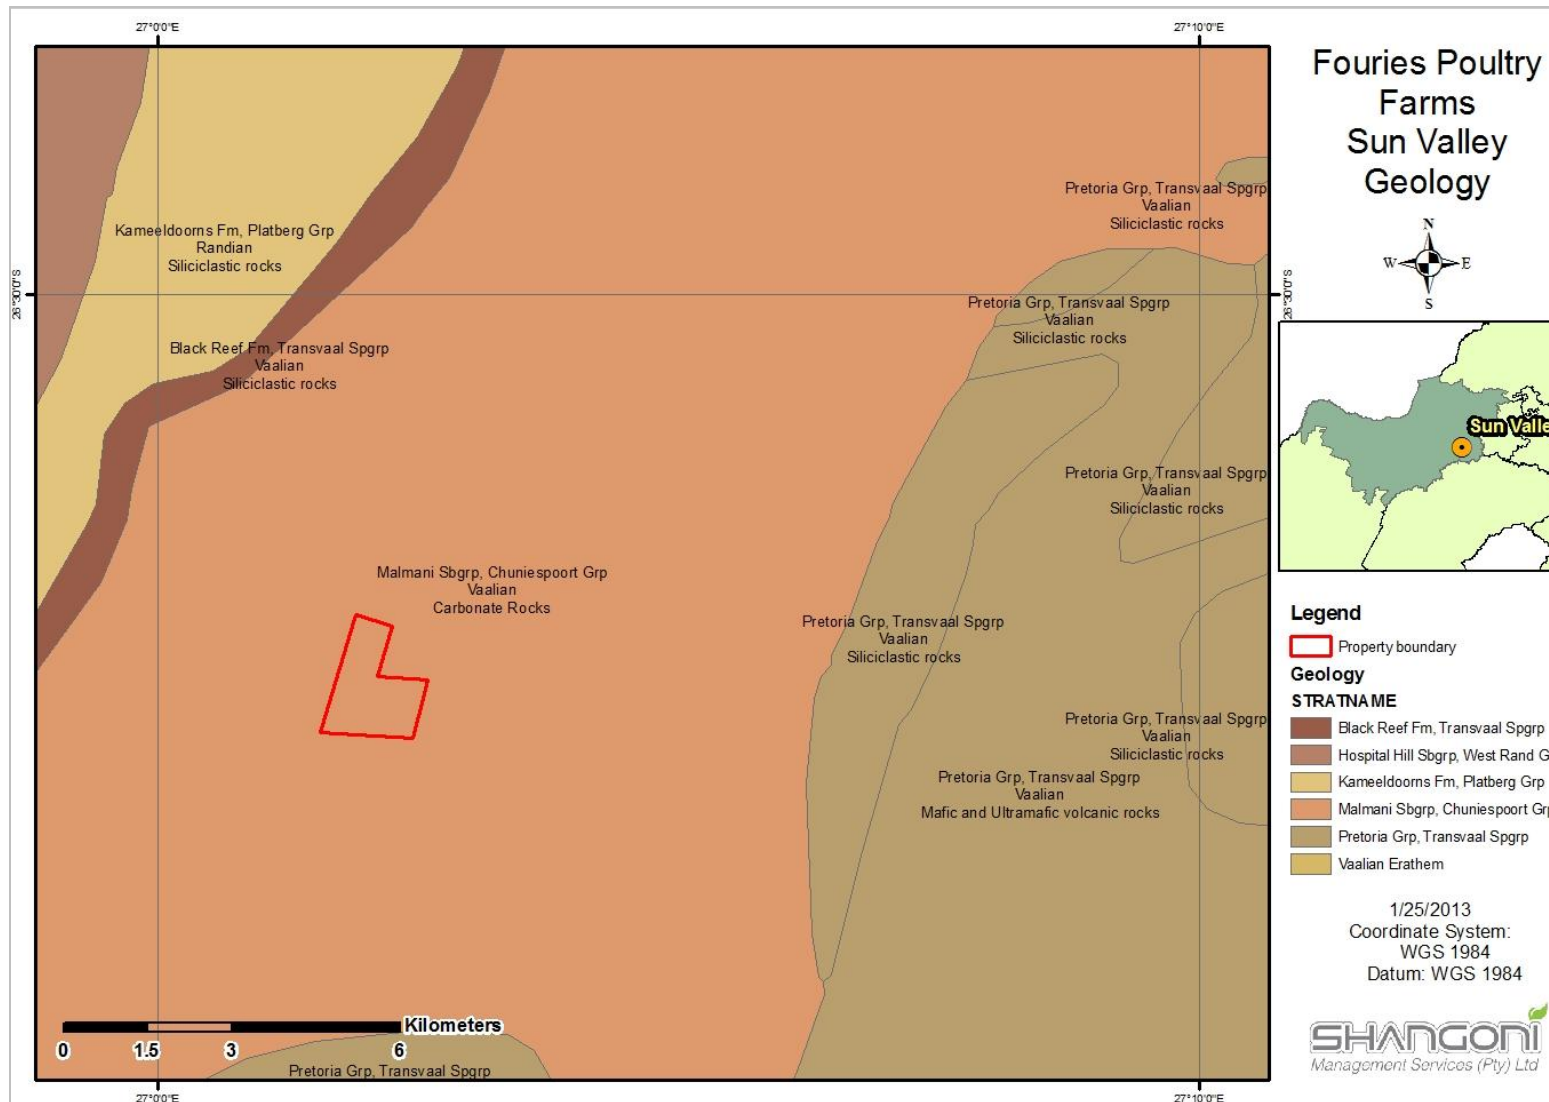 27°0'0"E
27°10'0"E
Fouries Poultry
Farms
Sun Valley
Geology
N
W
E
S
26°30'0"S
26°30'0"S
Kameeldoorns Fm, Platberg Grp
Randian
Siliciclastic rocks
Pretoria Grp, Transvaal Spgrp
Vaalian
Siliciclastic rocks
Pretoria Grp, Transvaal Spgrp
Vaalian
Siliciclastic rocks
Black Reef Fm, Transvaal Spgrp
Vaalian
Siliciclastic rocks
Sun Valle
Pretoria Grp, Transvaal Spgrp
Vaalian
Siliciclastic rocks
Malmani Sbgrp, Chuniespoort Grp
Vaalian
Carbonate Rocks
Pretoria Grp, Transvaal Spgrp
Vaalian
Siliciclastic rocks
Pretoria Grp, Transvaal Spgrp
Vaalian
Siliciclastic rocks
Pretoria Grp, Transvaal Spgrp
Vaalian
Mafic and Ultramafic volcanic rocks
Legend
Property boundary
Geology
STRATNAME
Black Reef Fm, Transvaal Spgrp
Hospital Hill Sbgrp, West Rand G
Kameeldoorns Fm, Platberg Grp
Malmani Sbgrp, Chuniespoort Grp
Pretoria Grp, Transvaal Spgrp
Vaalian Erathem
1/25/2013
Coordinate System:
WGS 1984
Datum: WGS 1984
Kilometers
0 1.5 3 6
Pretoria Grp, Transvaal Spgrp
SHANGONI
Management Services (Pty) Ltd
27°0'0"E
27°10'0"E